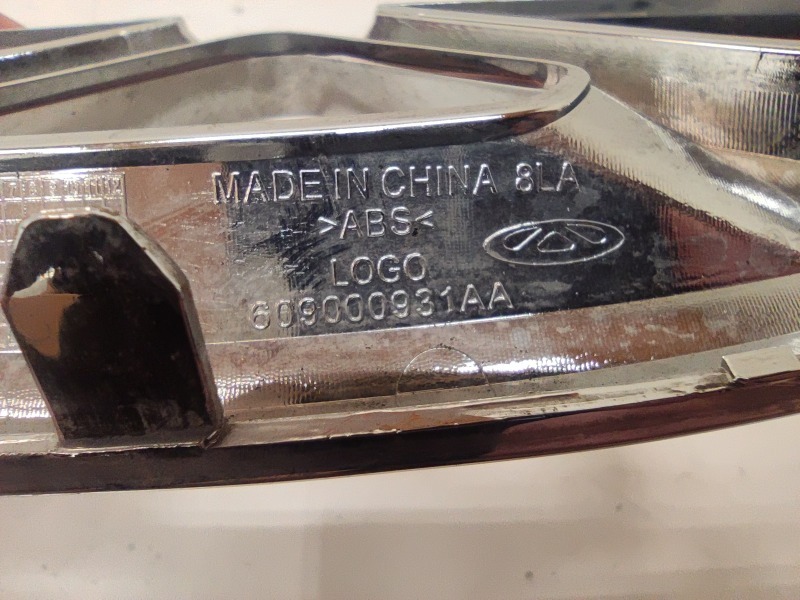 MADE IN CHINA 8LA
>ABS<
LOGO
609000931AA